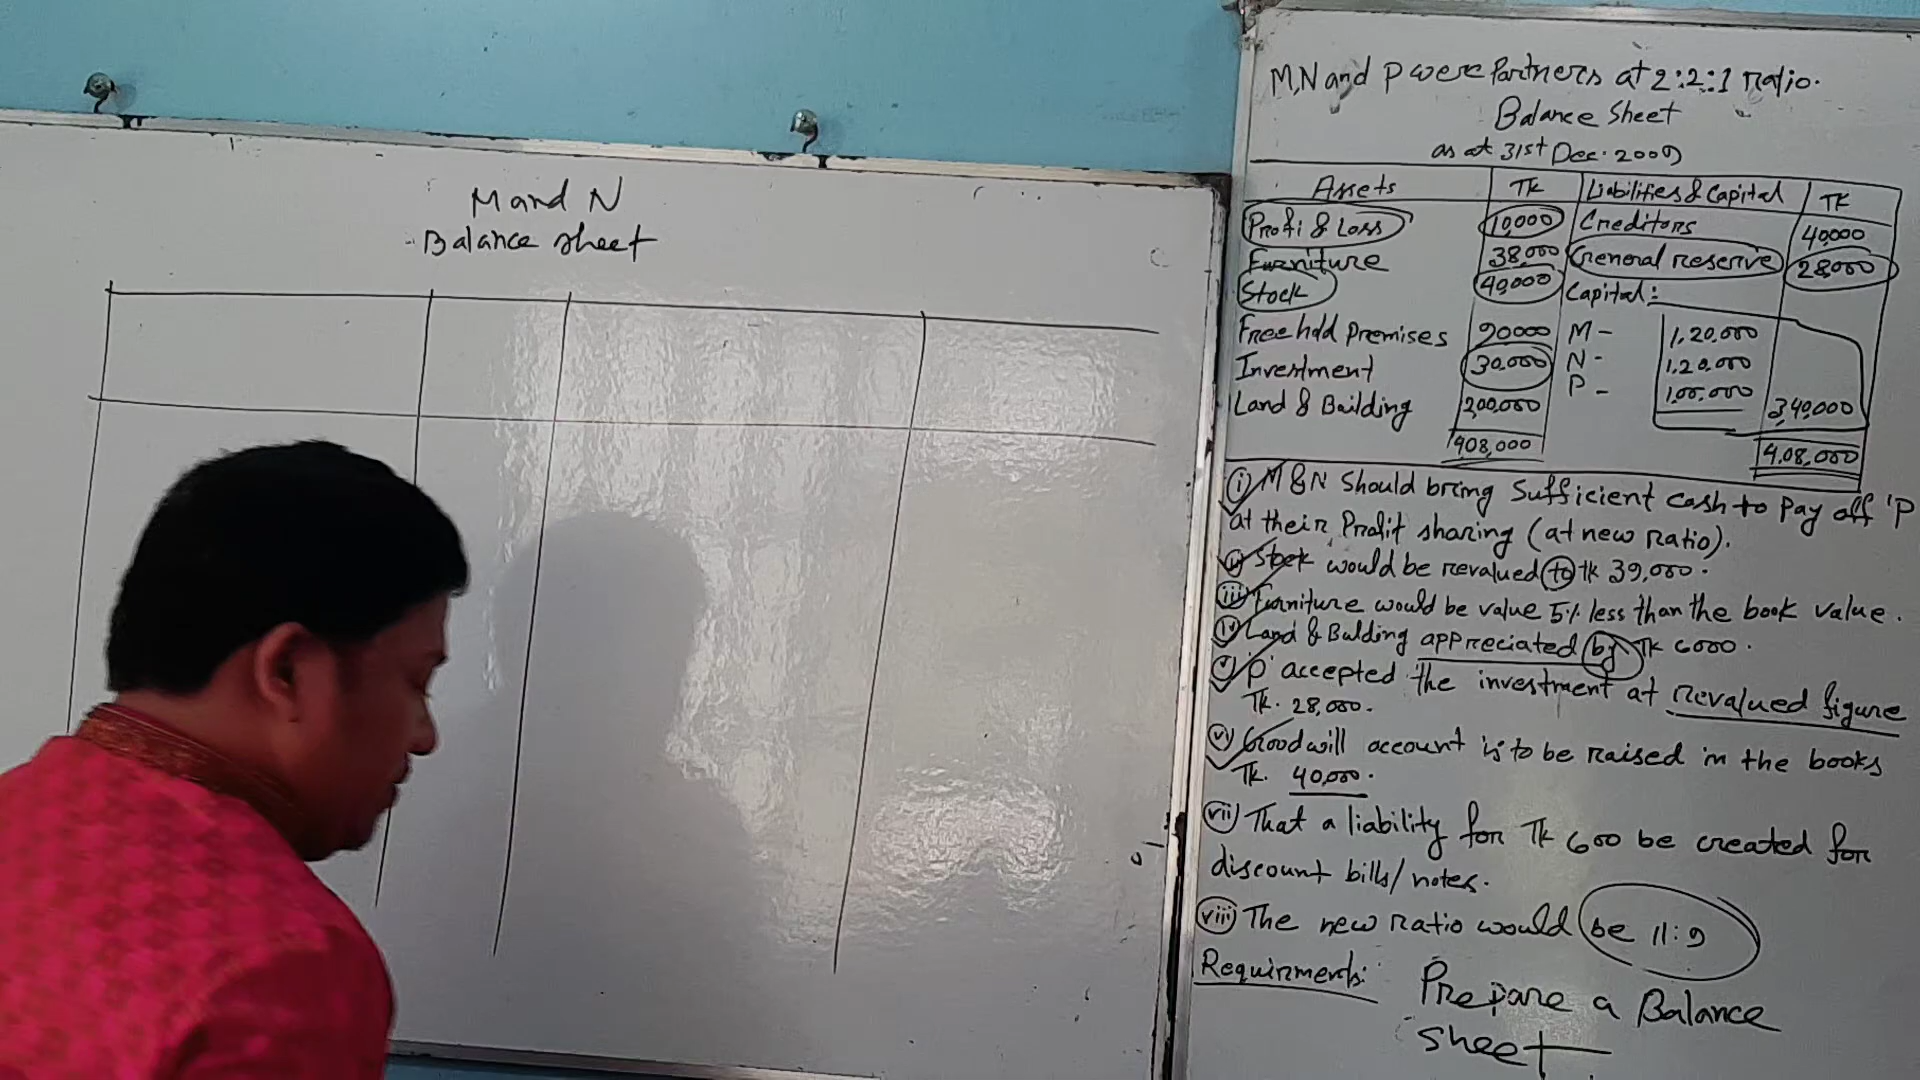 M and N
Balance sheet
M,N and P were Partners at 2:2:1 ratio.
Balance Sheet
as at 31st Dec. 2009
Assets TK Liabilities & Capital TK
Profi & Loss 10,000 Creditors 40,000
Furniture 38,000 General reserve 28,000
Stock 40,000 Capital:
Free hold Premises 90000 M - 1,20,000
Investment 30,000 N - 1,20,000
P - 1,00,000
Land & Building 200,000 3,40,000
408,000 4,08,000
i) M & N Should bring Sufficient cash to pay off 'P
at their Profit sharing (at new ratio).
ii) Stock would be revalued to TK 39,000.
iii) Furniture would be value 5% less than the book value.
iv) Land & Bulding appreciated by TK 6000.
v) 'P' accepted the investment at revalued figure
TK. 28,000.
vi) Goodwill account is to be raised in the books
TK. 40,000.
vii) That a liability for TK 600 be created for
discount bills/notes.
viii) The new ratio would be 11:9
Requirments: Prepare a Balance
sheet